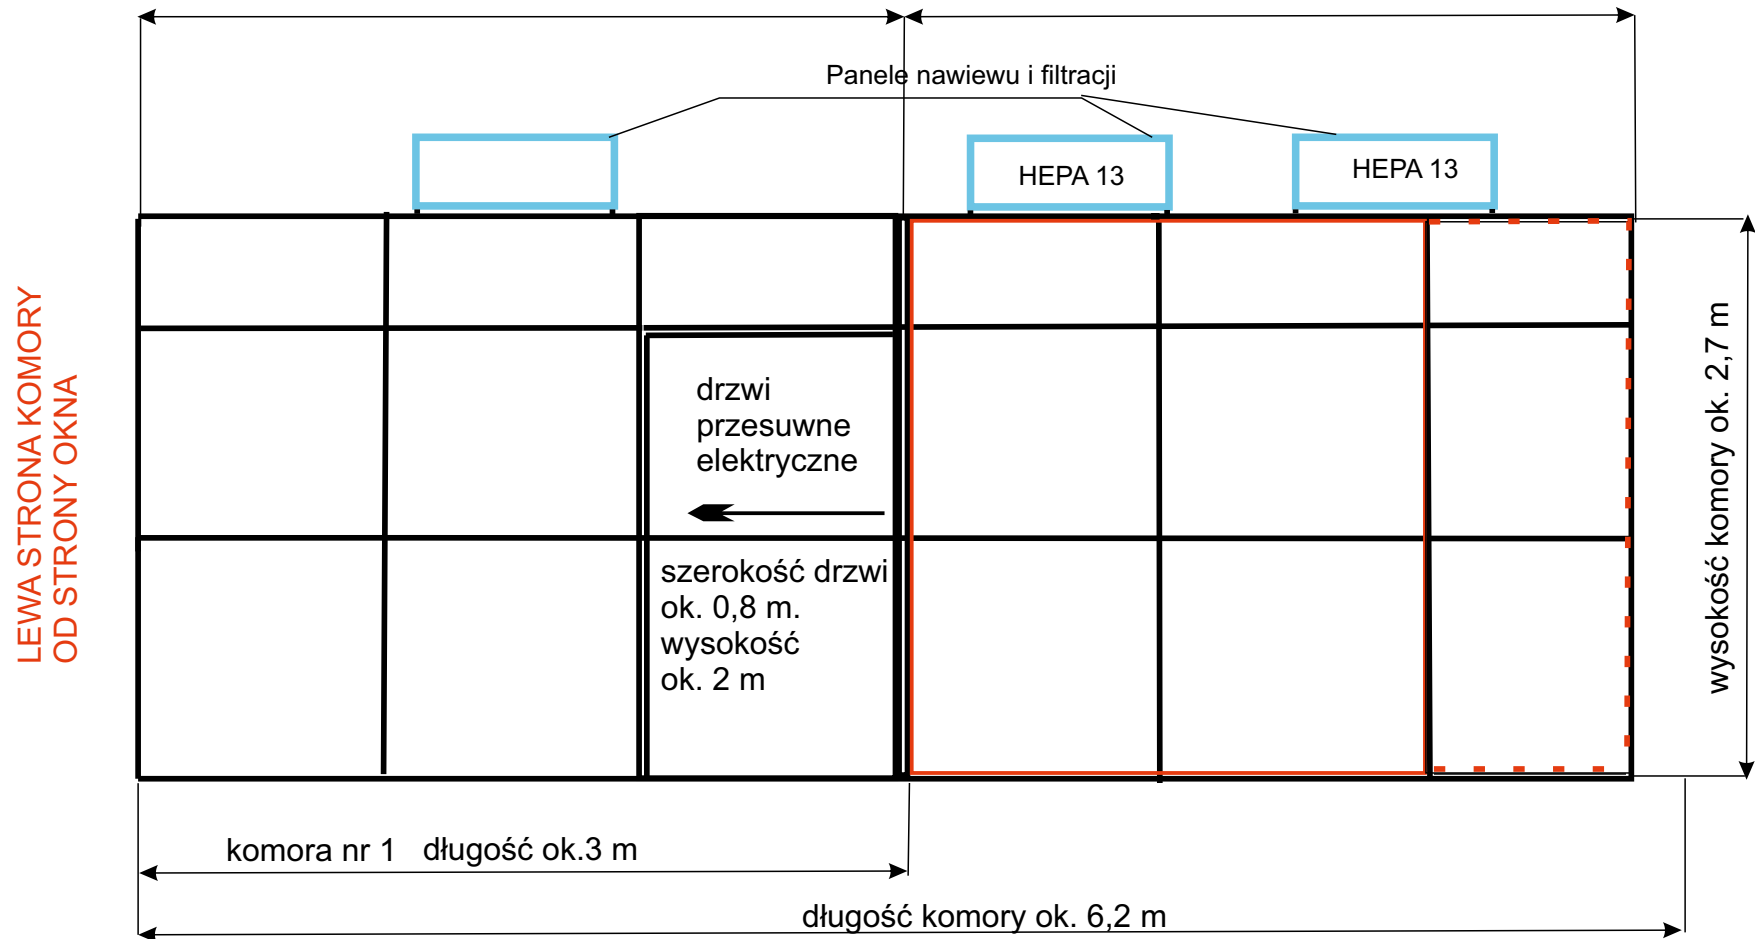 Panele nawiewu i filtracji
HEPA 13
HEPA 13
LEWA STRONA KOMORY
OD STRONY OKNA
drzwi
przesuwne
elektryczne
szerokość drzwi
ok. 0,8 m.
wysokość
ok. 2 m
wysokość komory ok. 2,7 m
komora nr 1 długość ok.3 m
długość komory ok. 6,2 m